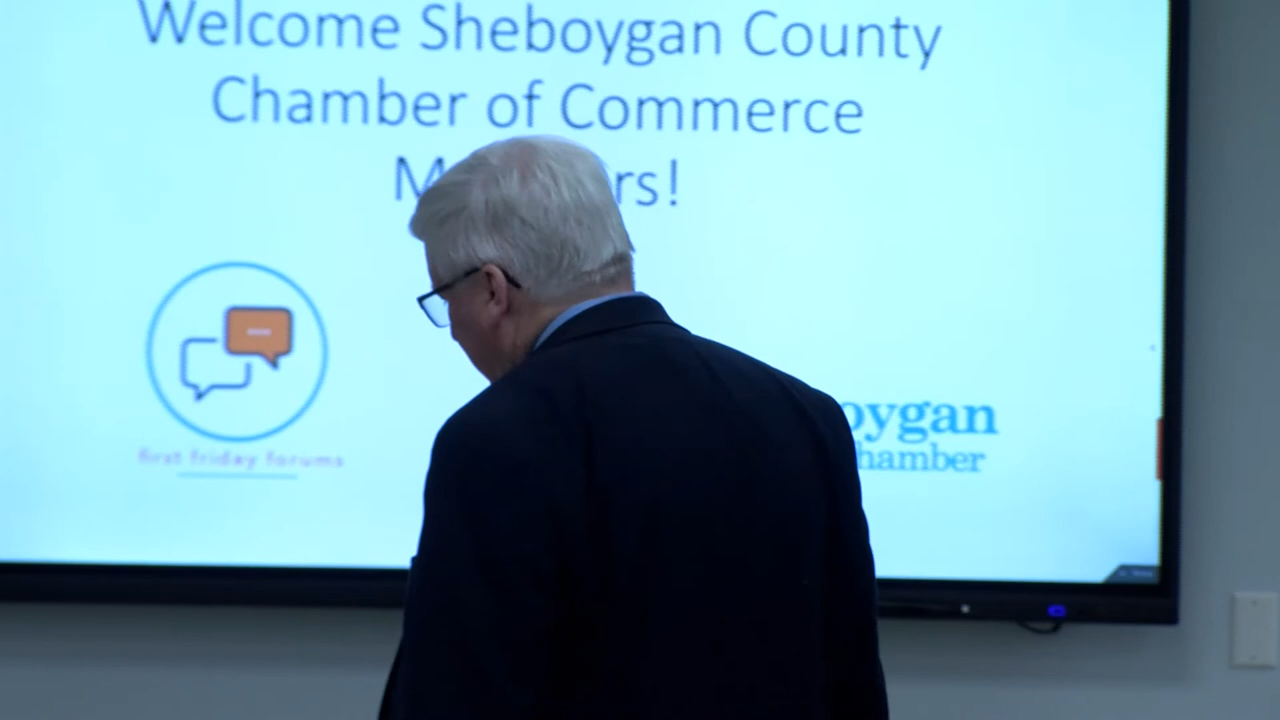 Welcome Sheboygan County
Chamber of Commerce
M rs!
first friday forums
oygan
hamber